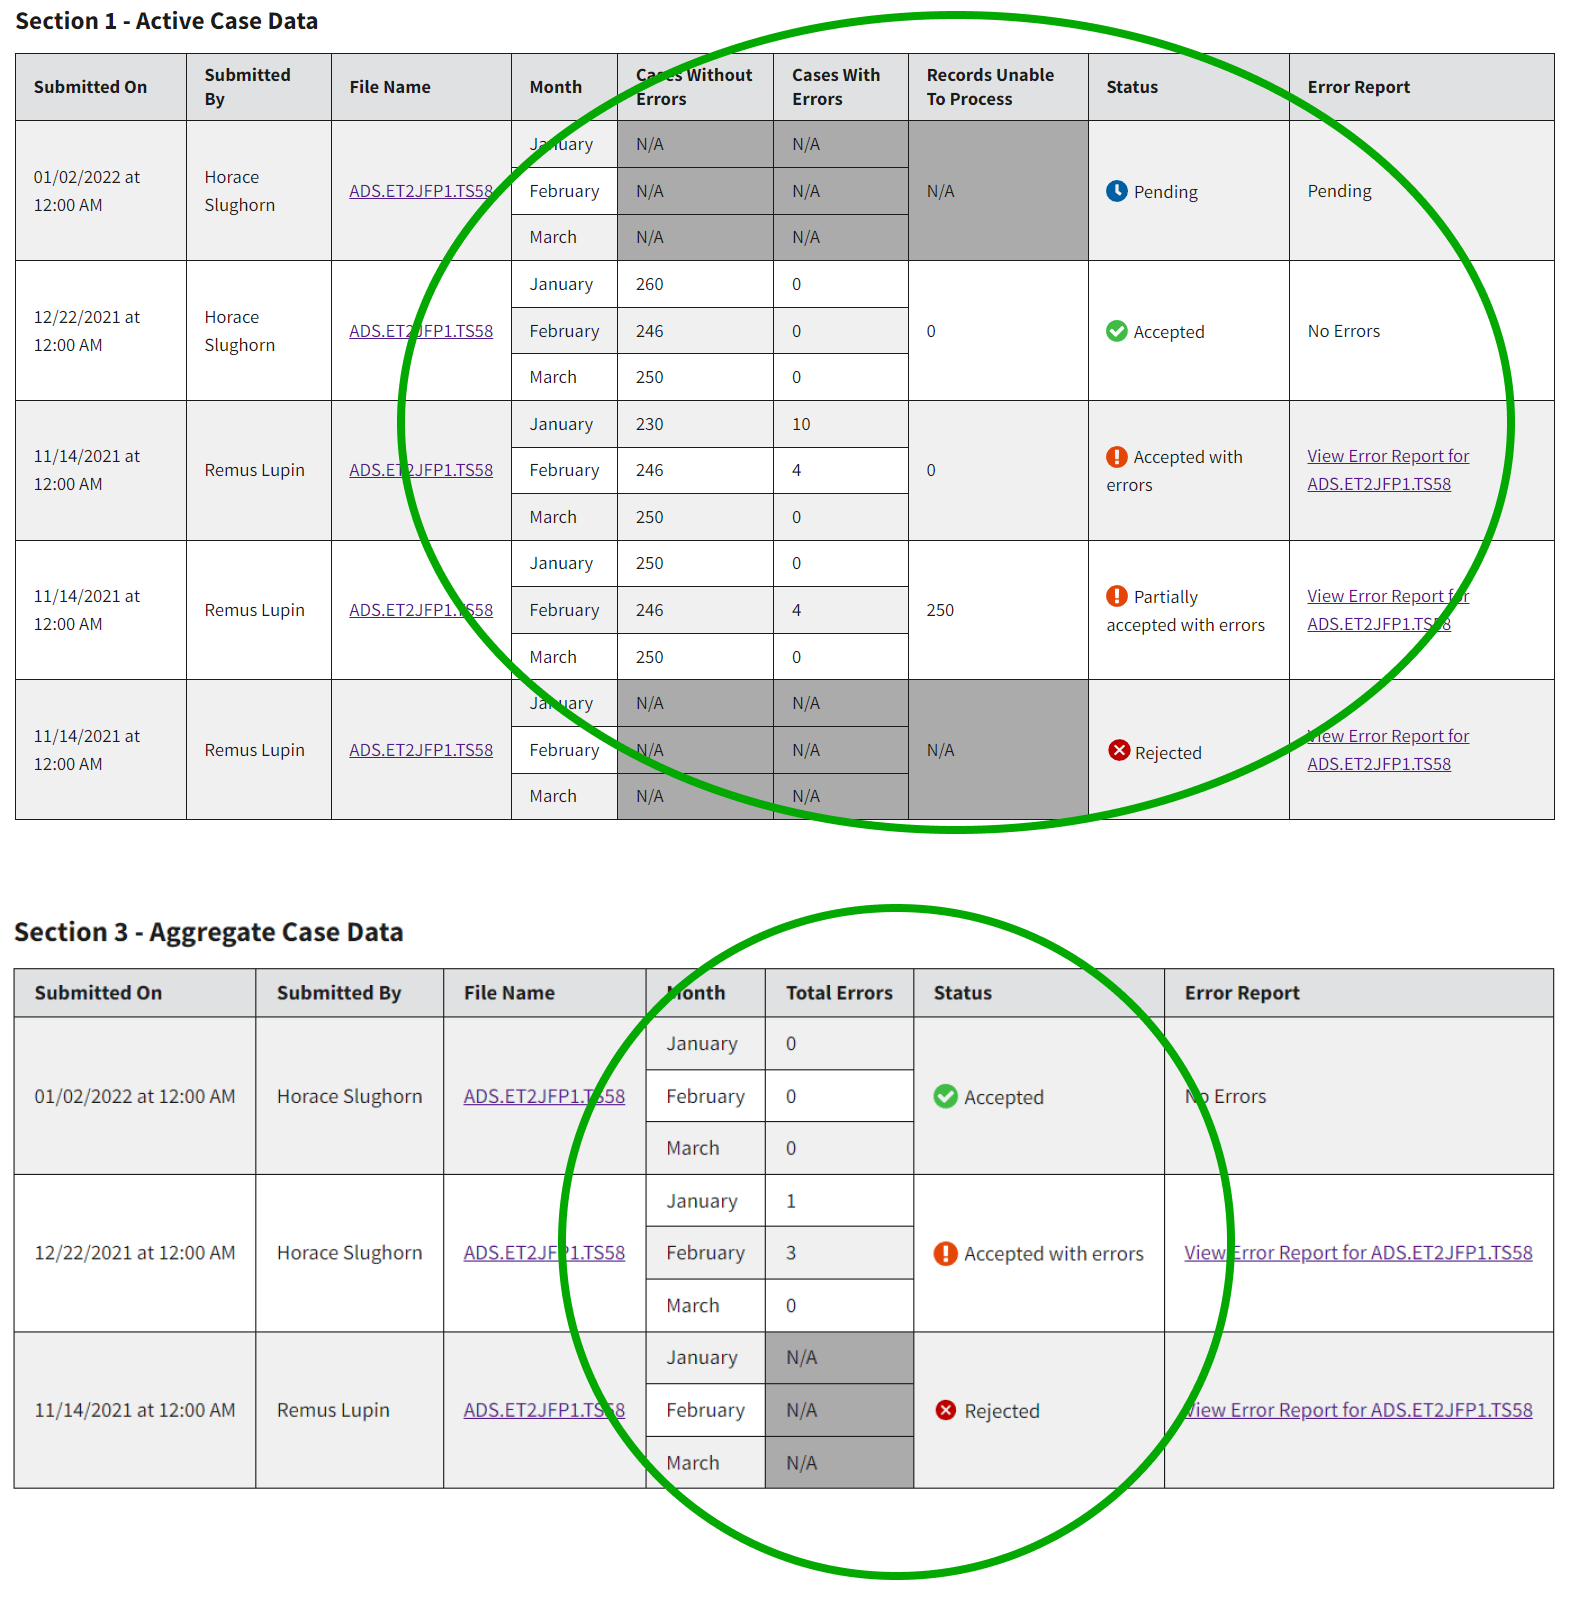 Section 1 - Active Case Data
Submitted On
Submitted
By
File Name
Month
Cases Without
Errors
Cases With
Errors
Records Unable
To Process
Status
Error Report
01/02/2022 at
12:00 AM
Horace
Slughorn
ADS.ET2JFP1.TS58
January
N/A
N/A
February
N/A
N/A
March
N/A
N/A
N/A
Pending
Pending
12/22/2021 at
12:00 AM
Horace
Slughorn
ADS.ET2JFP1.TS58
January
260
0
February
246
0
March
250
0
0
Accepted
No Errors
11/14/2021 at
12:00 AM
Remus Lupin
ADS.ET2JFP1.TS58
January
230
10
February
246
4
March
250
0
0
Accepted with
errors
View Error Report for
ADS.ET2JFP1.TS58
11/14/2021 at
12:00 AM
Remus Lupin
ADS.ET2JFP1.TS58
January
250
0
February
246
4
March
250
0
250
Partially
accepted with errors
View Error Report for
ADS.ET2JFP1.TS58
11/14/2021 at
12:00 AM
Remus Lupin
ADS.ET2JFP1.TS58
January
N/A
N/A
February
N/A
N/A
March
N/A
N/A
N/A
Rejected
View Error Report for
ADS.ET2JFP1.TS58
Section 3 - Aggregate Case Data
Submitted On
Submitted By
File Name
Month
Total Errors
Status
Error Report
01/02/2022 at 12:00 AM
Horace Slughorn
ADS.ET2JFP1.TS58
January
0
February
0
March
0
Accepted
No Errors
12/22/2021 at 12:00 AM
Horace Slughorn
ADS.ET2JFP1.TS58
January
1
February
3
March
0
Accepted with errors
View Error Report for ADS.ET2JFP1.TS58
11/14/2021 at 12:00 AM
Remus Lupin
ADS.ET2JFP1.TS58
January
N/A
February
N/A
March
N/A
Rejected
View Error Report for ADS.ET2JFP1.TS58